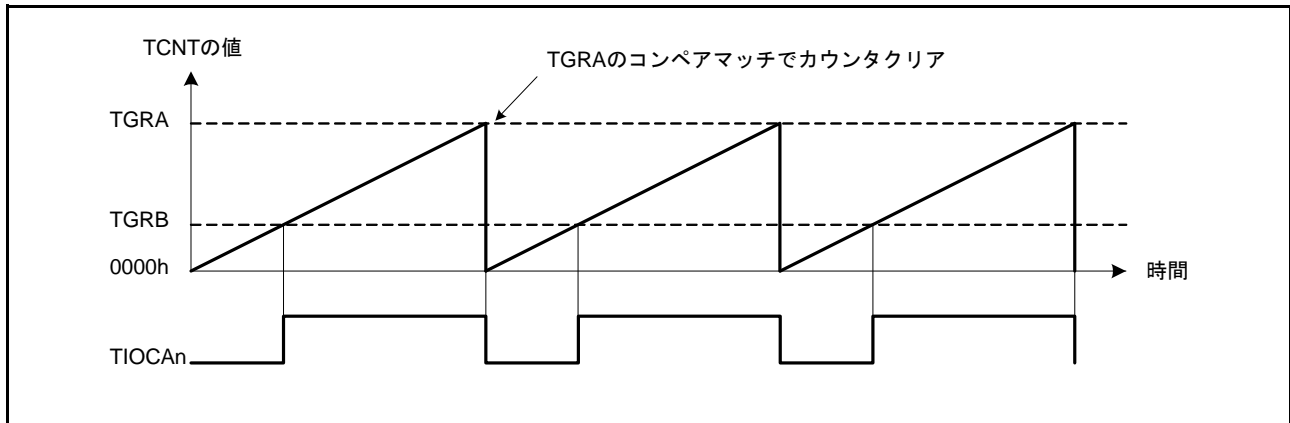 TCNTの値
TGRAのコンペアマッチでカウンタクリア
TGRA
TGRB
0000h
時間
TIOCAn